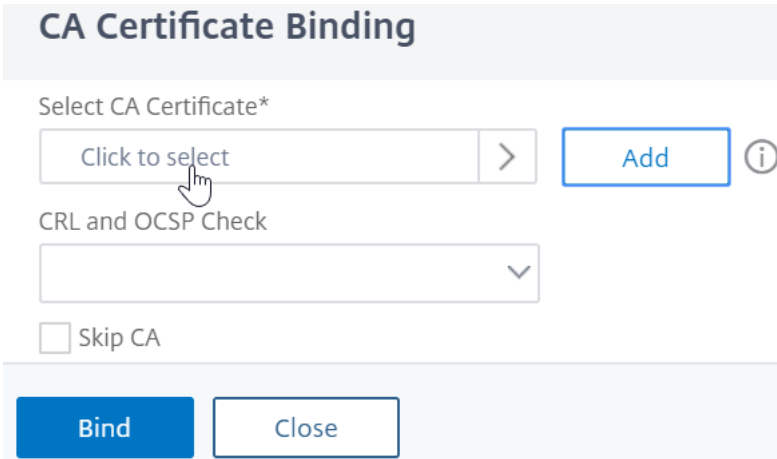 CA Certificate Binding
Select CA Certificate*
Click to select
Add
CRL and OCSP Check
Skip CA
Bind
Close